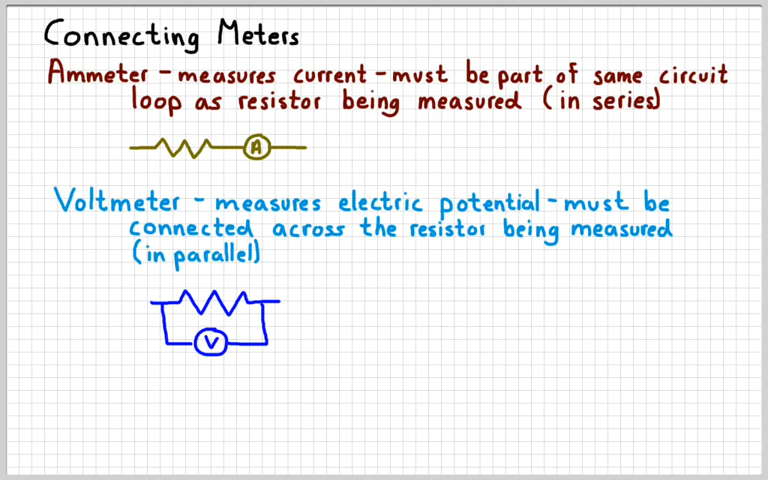 Connecting Meters
Ammeter - measures current - must be part of same circuit
loop as resistor being measured (in series)
A
Voltmeter - measures electric potential - must be
connected across the resistor being measured
(in parallel)
V